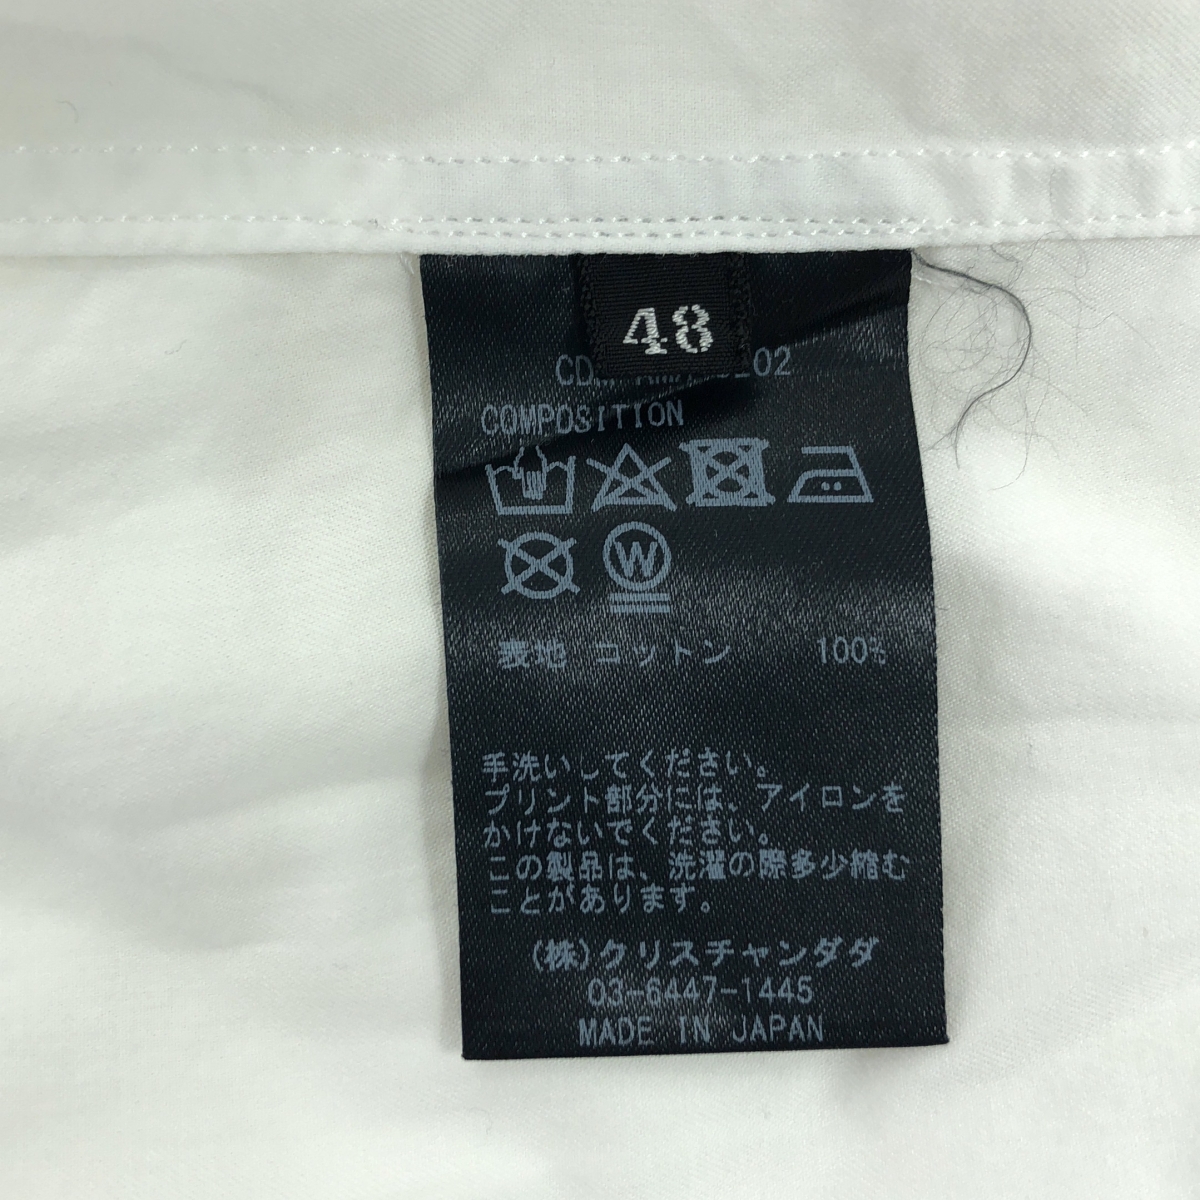 48
COMPOSITION
W
表地 コットン 100%
手洗いしてください。
プリント部分には、アイロンを
かけないでください。
この製品は、洗濯の際多少縮む
ことがあります。
(株)クリスチャンダダ
03-6447-1445
MADE IN JAPAN